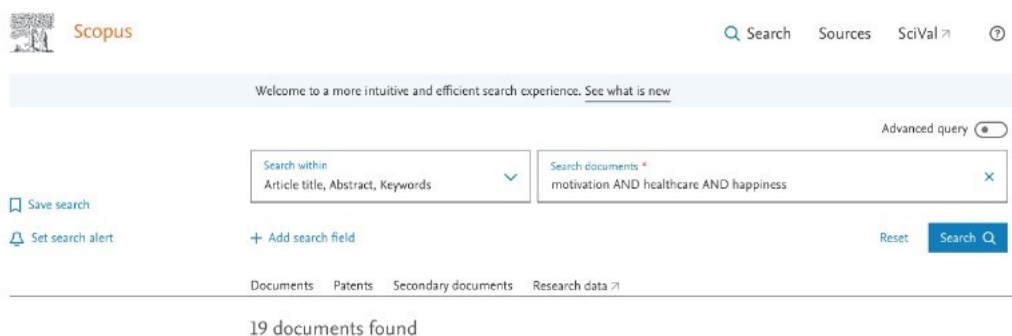 Scopus
Search Sources SciVal ↗
Welcome to a more intuitive and efficient search experience. See what is new
Advanced query
Search within
Article title, Abstract, Keywords
Search documents *
motivation AND healthcare AND happiness
Save search
Set search alert
+ Add search field
Reset
Search
Documents Patents Secondary documents Research data ↗
19 documents found